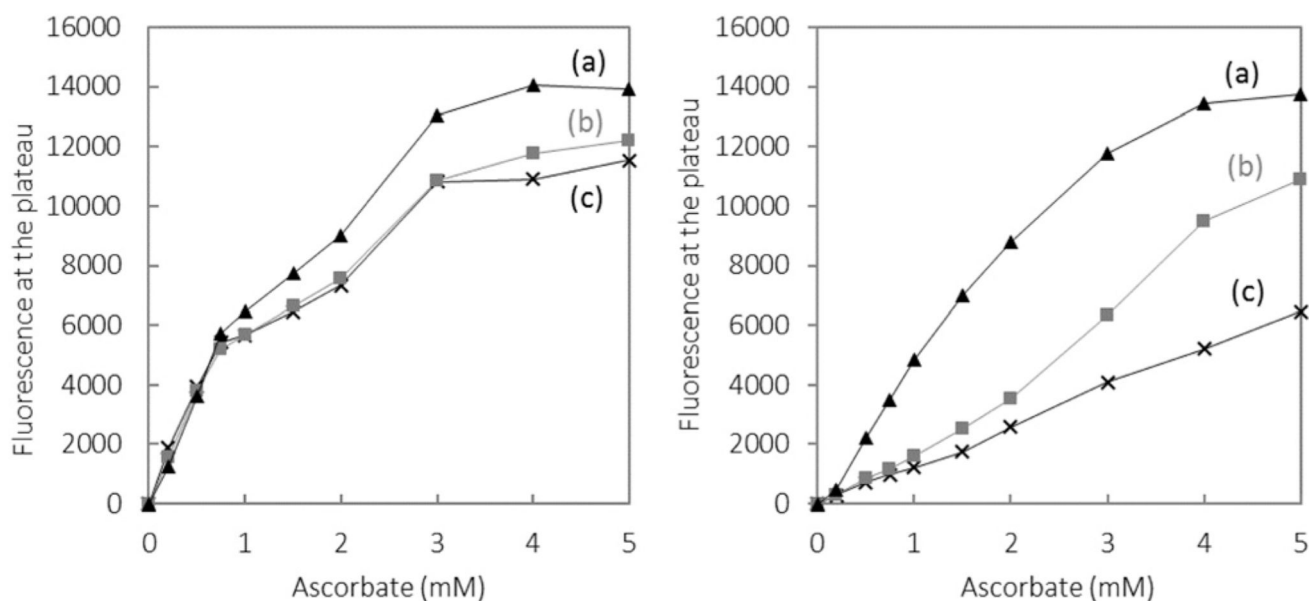 Fluorescence at the plateau
16000
14000
12000
10000
8000
6000
4000
2000
0
(a)
(b)
(c)
0 1 2 3 4 5
Ascorbate (mM)
Fluorescence at the plateau
16000
14000
12000
10000
8000
6000
4000
2000
0
(a)
(b)
(c)
0 1 2 3 4 5
Ascorbate (mM)